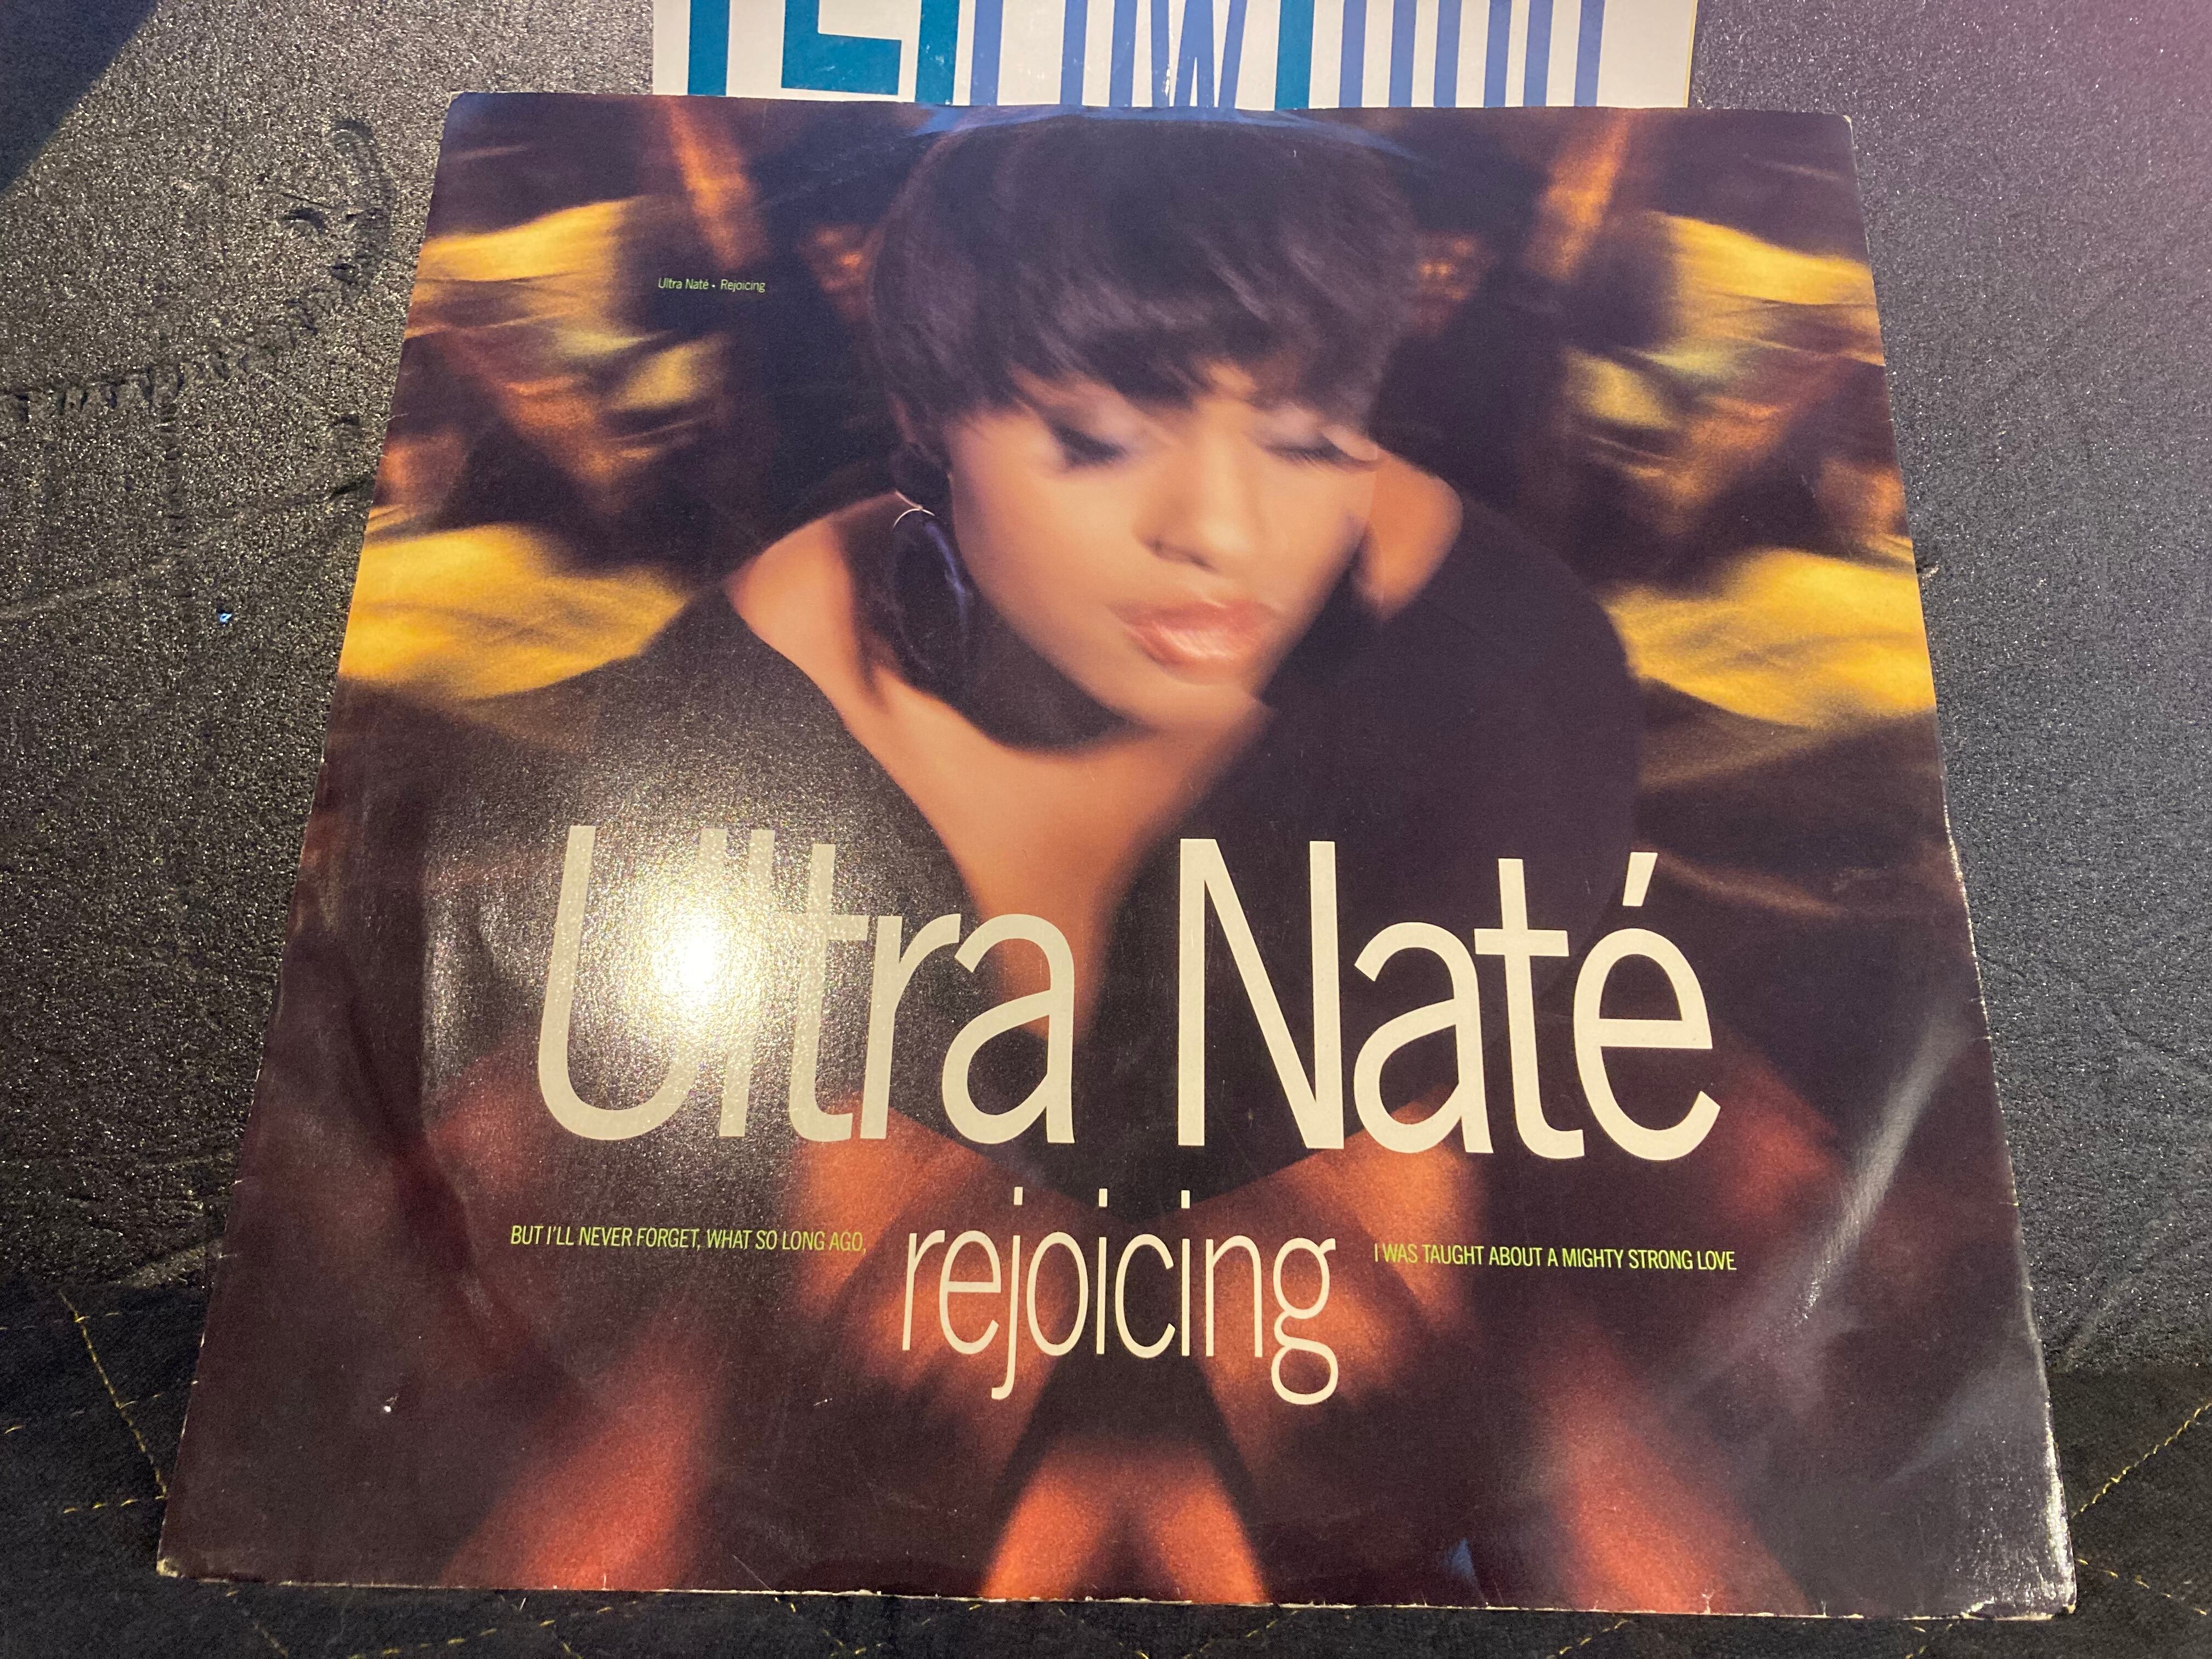 Ultra Naté • Rejoicing
Ultra Naté
BUT I'LL NEVER FORGET, WHAT SO LONG AGO,
rejoicing
I WAS TAUGHT ABOUT A MIGHTY STRONG LOVE